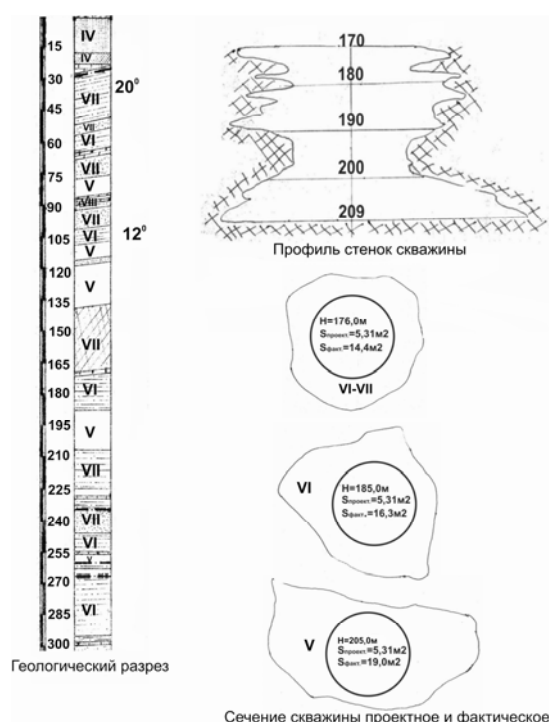 15
30
45
60
75
90
105
120
135
150
165
180
210
225
240
255
270
285
300
IV
IV
VII
VII
VI
VII
V
VIII
VII
VI
V
V
VII
VI
V
VII
VII
VI
V
VI
20⁰
12⁰
Геологический разрез
170
180
190
200
209
Профиль стенок скважины
H=176,0м
Sпроект.=5,31м2
Sфакт.=14,4м2
VI-VII
VI
H=185,0м
Sпроект.=5,31м2
Sфакт.=16,3м2
V
H=205,0м
Sпроект.=5,31м2
Sфакт.=19,0м2
Сечение скважины проектное и фактическое